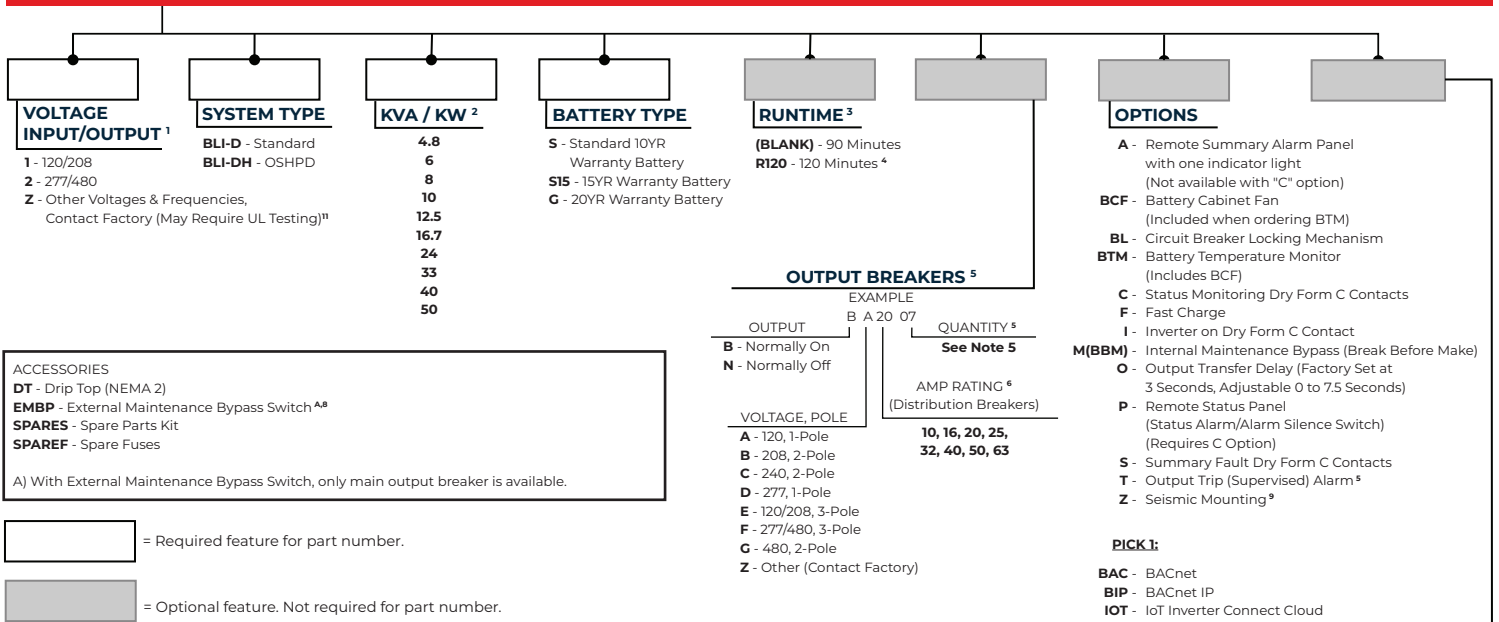 VOLTAGE
INPUT/OUTPUT 1
1 - 120/208
2 - 277/480
Z - Other Voltages & Frequencies,
Contact Factory (May Require UL Testing)11
SYSTEM TYPE
BLI-D - Standard
BLI-DH - OSHPD
KVA / KW 2
4.8
6
8
10
12.5
16.7
24
33
40
50
BATTERY TYPE
S - Standard 10YR
Warranty Battery
S15 - 15YR Warranty Battery
G - 20YR Warranty Battery
RUNTIME 3
(BLANK) - 90 Minutes
R120 - 120 Minutes 4
OUTPUT BREAKERS 5
EXAMPLE
B A 20 07
OUTPUT
B - Normally On
N - Normally Off
QUANTITY 5
See Note 5
AMP RATING 6
(Distribution Breakers)
10, 16, 20, 25,
32, 40, 50, 63
VOLTAGE, POLE
A - 120, 1-Pole
B - 208, 2-Pole
C - 240, 2-Pole
D - 277, 1-Pole
E - 120/208, 3-Pole
F - 277/480, 3-Pole
G - 480, 2-Pole
Z - Other (Contact Factory)
OPTIONS
A - Remote Summary Alarm Panel
with one indicator light
(Not available with "C" option)
BCF - Battery Cabinet Fan
(Included when ordering BTM)
BL - Circuit Breaker Locking Mechanism
BTM - Battery Temperature Monitor
(Includes BCF)
C - Status Monitoring Dry Form C Contacts
F - Fast Charge
I - Inverter on Dry Form C Contact
M(BBM) - Internal Maintenance Bypass (Break Before Make)
O - Output Transfer Delay (Factory Set at
3 Seconds, Adjustable 0 to 7.5 Seconds)
P - Remote Status Panel
(Status Alarm/Alarm Silence Switch)
(Requires C Option)
S - Summary Fault Dry Form C Contacts
T - Output Trip (Supervised) Alarm 5
Z - Seismic Mounting 9
PICK 1:
BAC - BACnet
BIP - BACnet IP
IOT - IoT Inverter Connect Cloud
ACCESSORIES
DT - Drip Top (NEMA 2)
EMBP - External Maintenance Bypass Switch A,8
SPARES - Spare Parts Kit
SPAREF - Spare Fuses
A) With External Maintenance Bypass Switch, only main output breaker is available.
= Required feature for part number.
= Optional feature. Not required for part number.